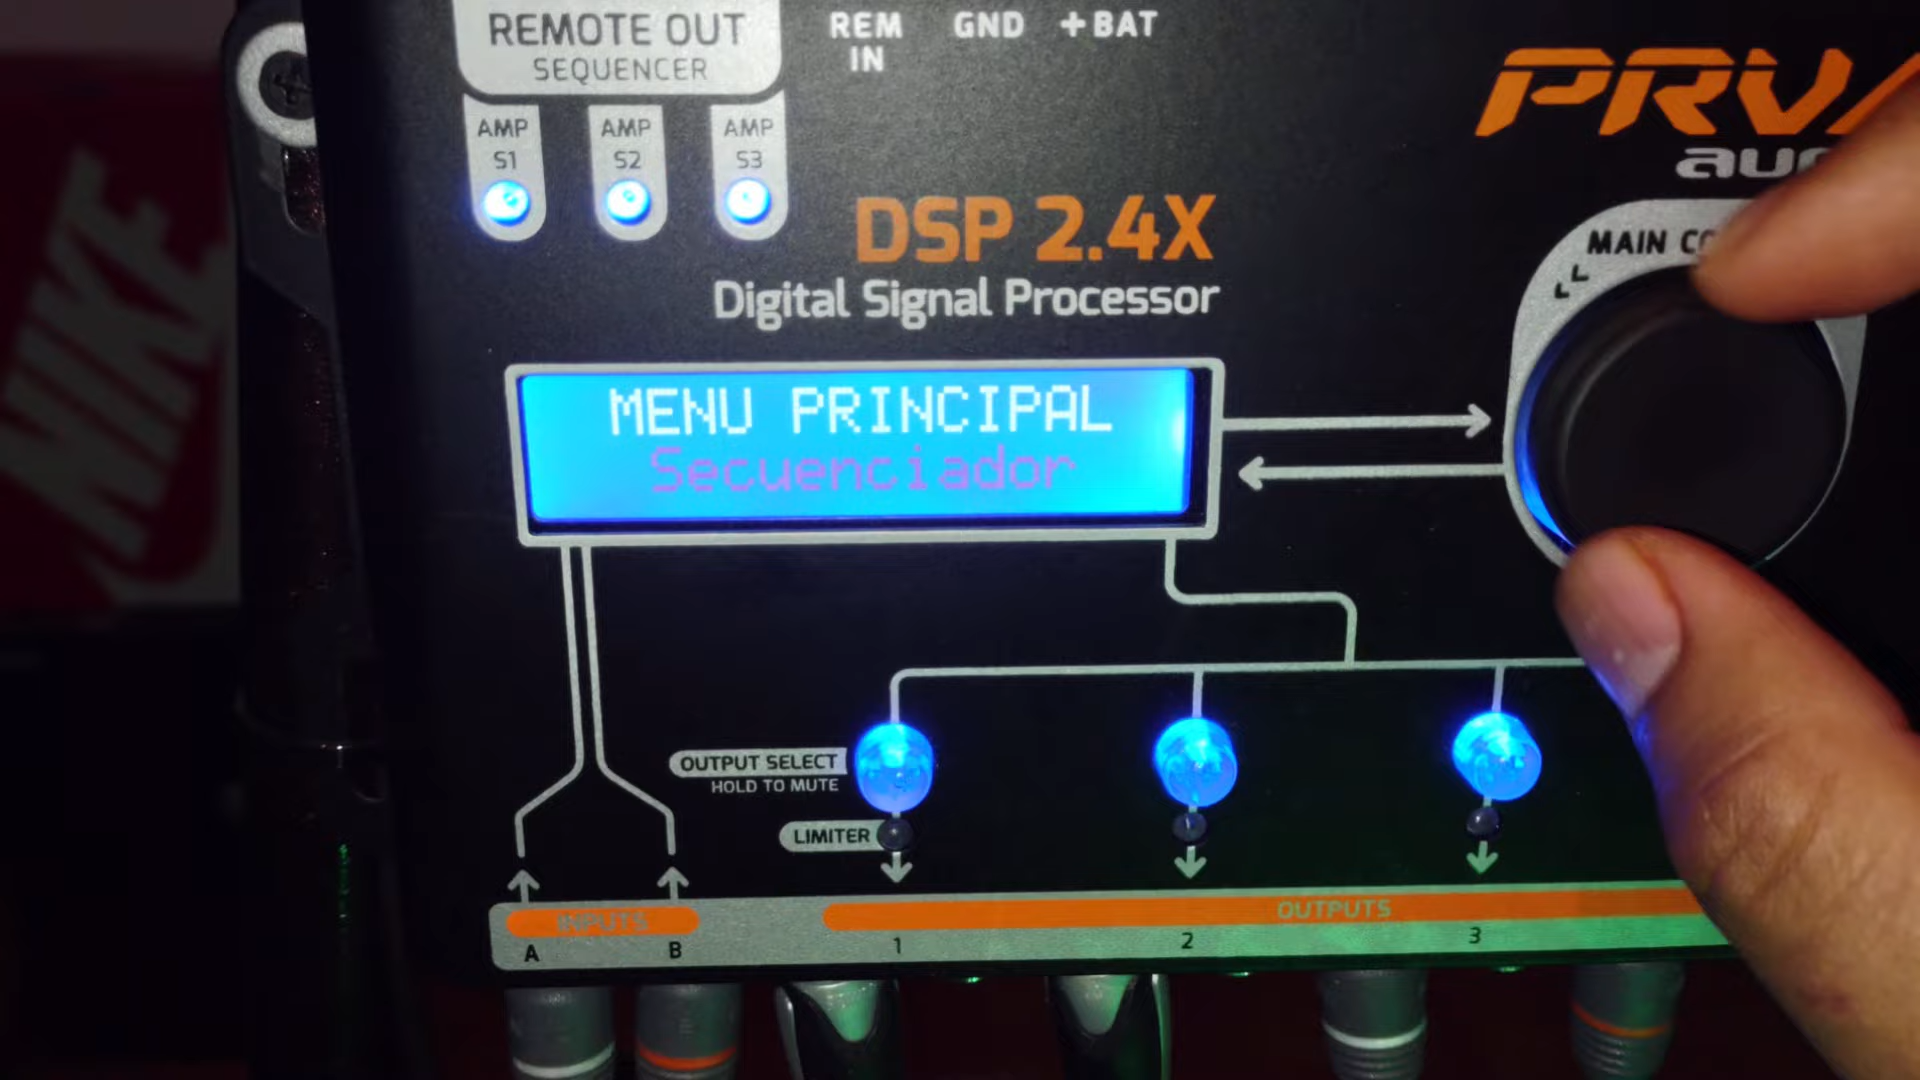 REMOTE OUT
SEQUENCER
REM
IN
GND
+BAT
AMP
S1
AMP
S2
AMP
S3
PRV
DSP 2.4X
Digital Signal Processor
MAIN
MENU PRINCIPAL
Secuenciador
OUTPUT SELECT
HOLD TO MUTE
LIMITER
INPUTS
A
B
OUTPUTS
1
2
3
NIKE